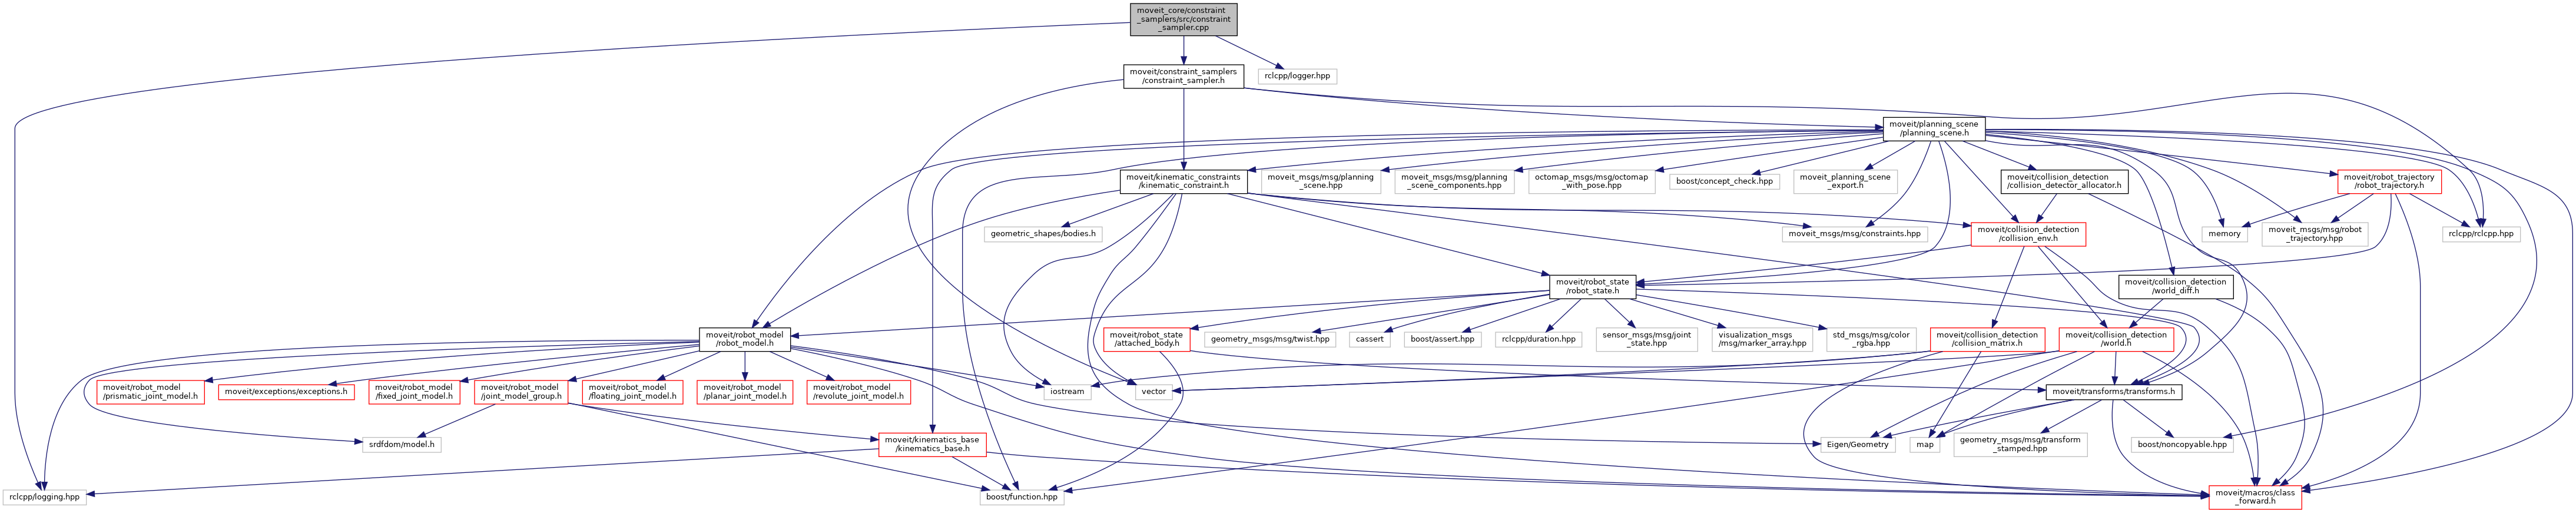 moveit_core/constraint
_samplers/src/constraint
_sampler.cpp
moveit/constraint_samplers
/constraint_sampler.h
rclcpp/logger.hpp
moveit/planning_scene
/planning_scene.h
moveit/kinematic_constraints
/kinematic_constraint.h
moveit_msgs/msg/planning
_scene.hpp
moveit_msgs/msg/planning
_scene_components.hpp
octomap_msgs/msg/octomap
_with_pose.hpp
boost/concept_check.hpp
moveit_planning_scene
_export.h
moveit/collision_detection
/collision_detector_allocator.h
moveit/robot_trajectory
/robot_trajectory.h
geometric_shapes/bodies.h
moveit_msgs/msg/constraints.hpp
moveit/collision_detection
/collision_env.h
memory
moveit_msgs/msg/robot
_trajectory.hpp
rclcpp/rclcpp.hpp
moveit/robot_state
/robot_state.h
moveit/collision_detection
/world_diff.h
moveit/robot_model
/robot_model.h
moveit/robot_state
/attached_body.h
geometry_msgs/msg/twist.hpp
cassert
boost/assert.hpp
rclcpp/duration.hpp
sensor_msgs/msg/joint
_state.hpp
visualization_msgs
/msg/marker_array.hpp
std_msgs/msg/color
_rgba.hpp
moveit/collision_detection
/collision_matrix.h
moveit/collision_detection
/world.h
moveit/robot_model
/prismatic_joint_model.h
moveit/exceptions/exceptions.h
moveit/robot_model
/fixed_joint_model.h
moveit/robot_model
/joint_model_group.h
moveit/robot_model
/floating_joint_model.h
moveit/robot_model
/planar_joint_model.h
moveit/robot_model
/revolute_joint_model.h
iostream
vector
moveit/transforms/transforms.h
srdfdom/model.h
moveit/kinematics_base
/kinematics_base.h
Eigen/Geometry
map
geometry_msgs/msg/transform
_stamped.hpp
boost/noncopyable.hpp
rclcpp/logging.hpp
boost/function.hpp
moveit/macros/class
_forward.h